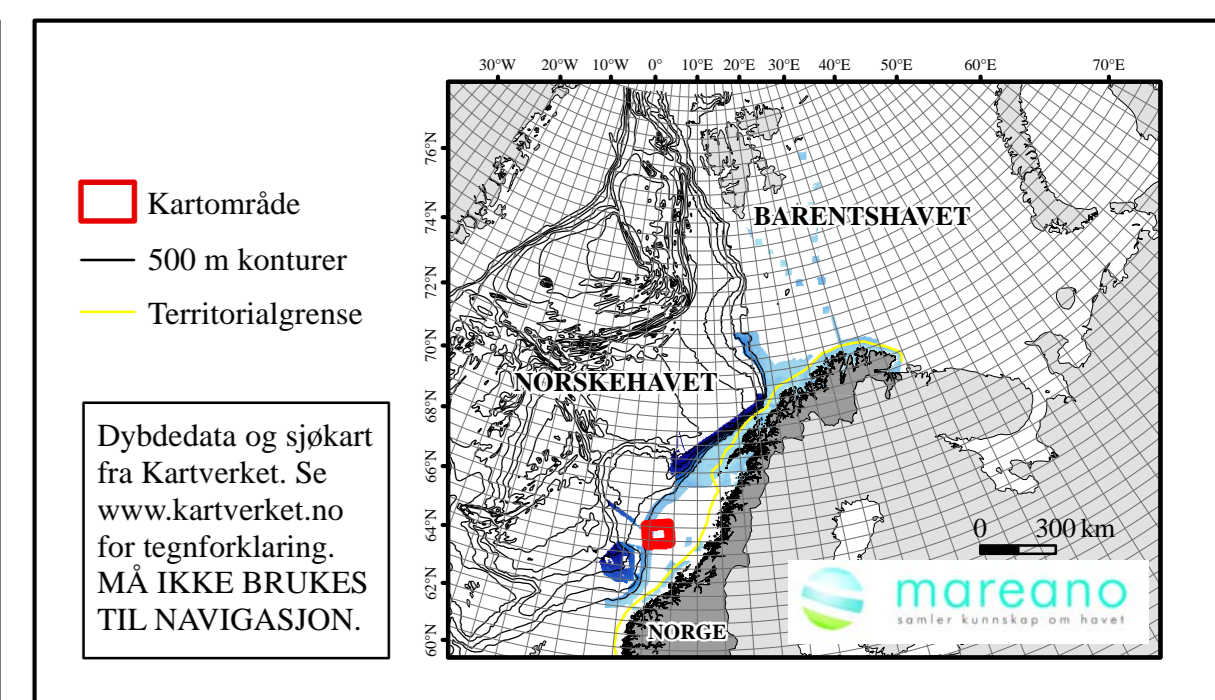 Kartområde
500 m konturer
Territorialgrense
Dybdedata og sjøkart
fra Kartverket. Se
www.kartverket.no
for tegnforklaring.
MÅ IKKE BRUKES
TIL NAVIGASJON.
30°W 20°W 10°W 0° 10°E 20°E 30°E 40°E 50°E 60°E 70°E
76°N
74°N
72°N
70°N
68°N
66°N
64°N
62°N
60°N
BARENTSHAVET
NORSKEHAVET
NORGE
0 300 km
mareano
samler kunnskap om havet